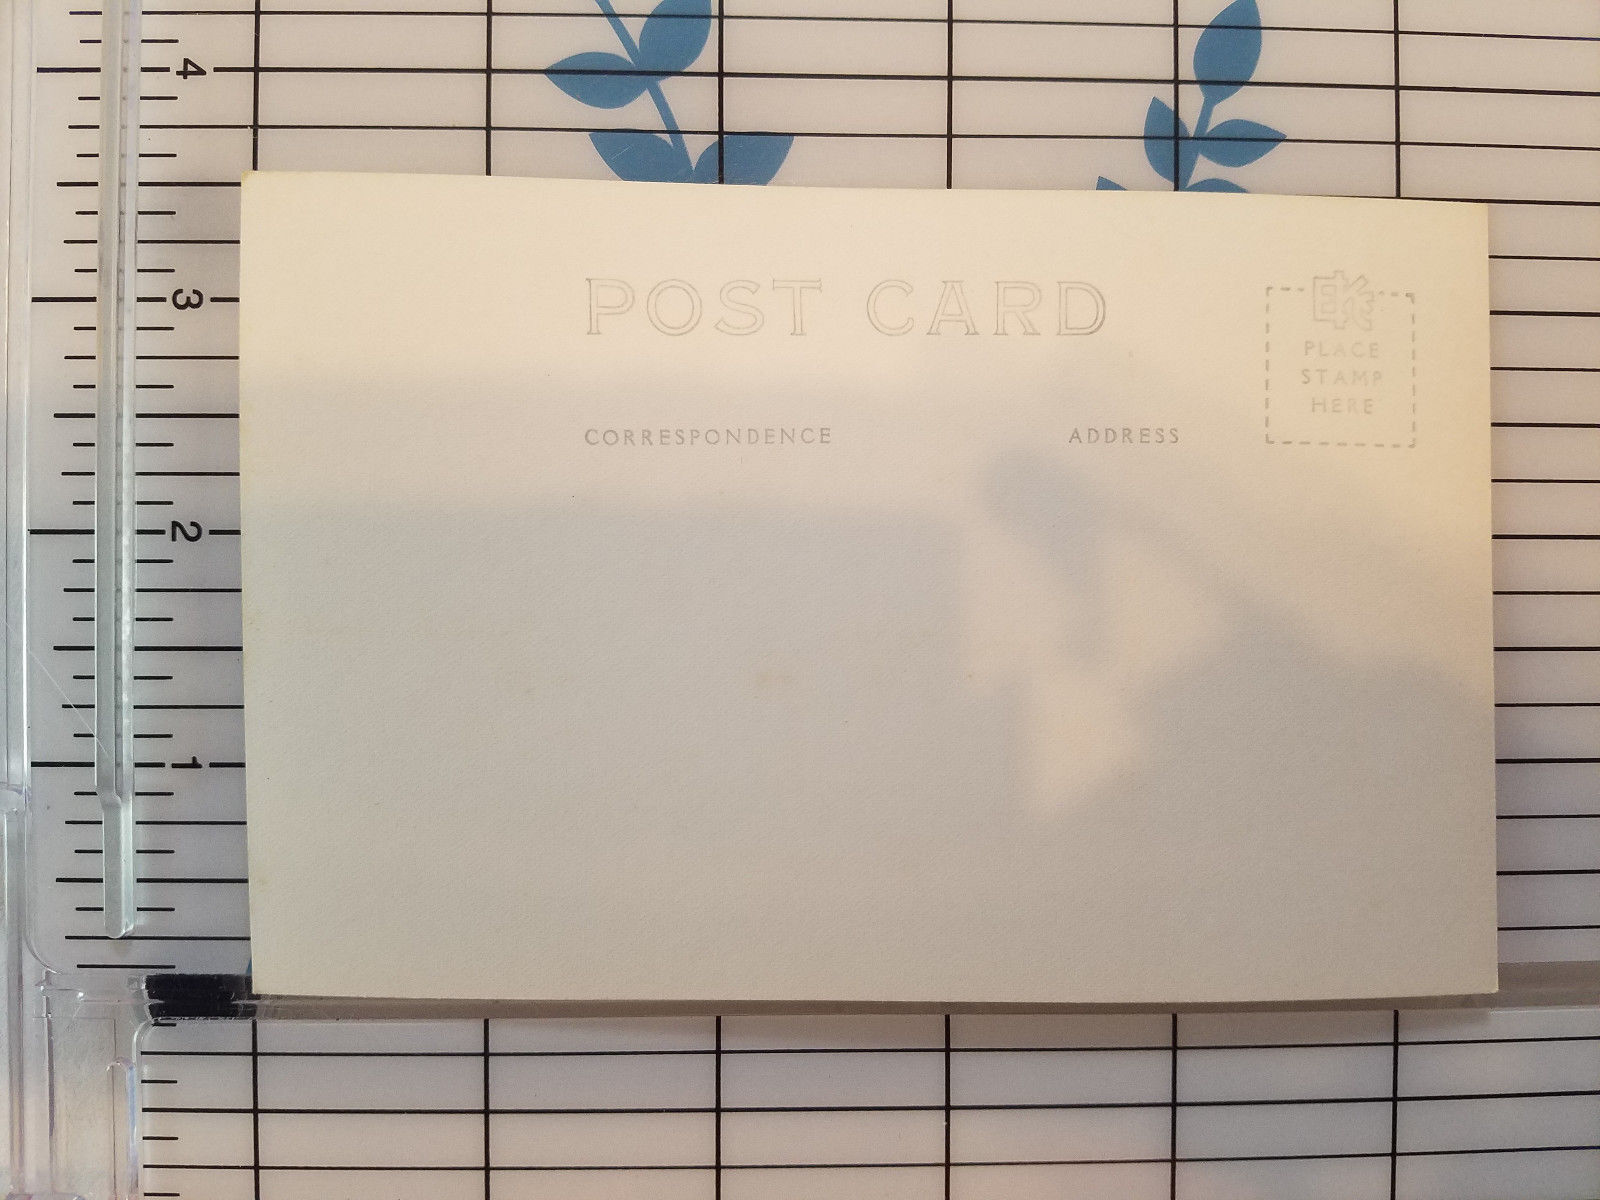 POST CARD
EKC
PLACE
STAMP
HERE
CORRESPONDENCE
ADDRESS
4
3
2
1